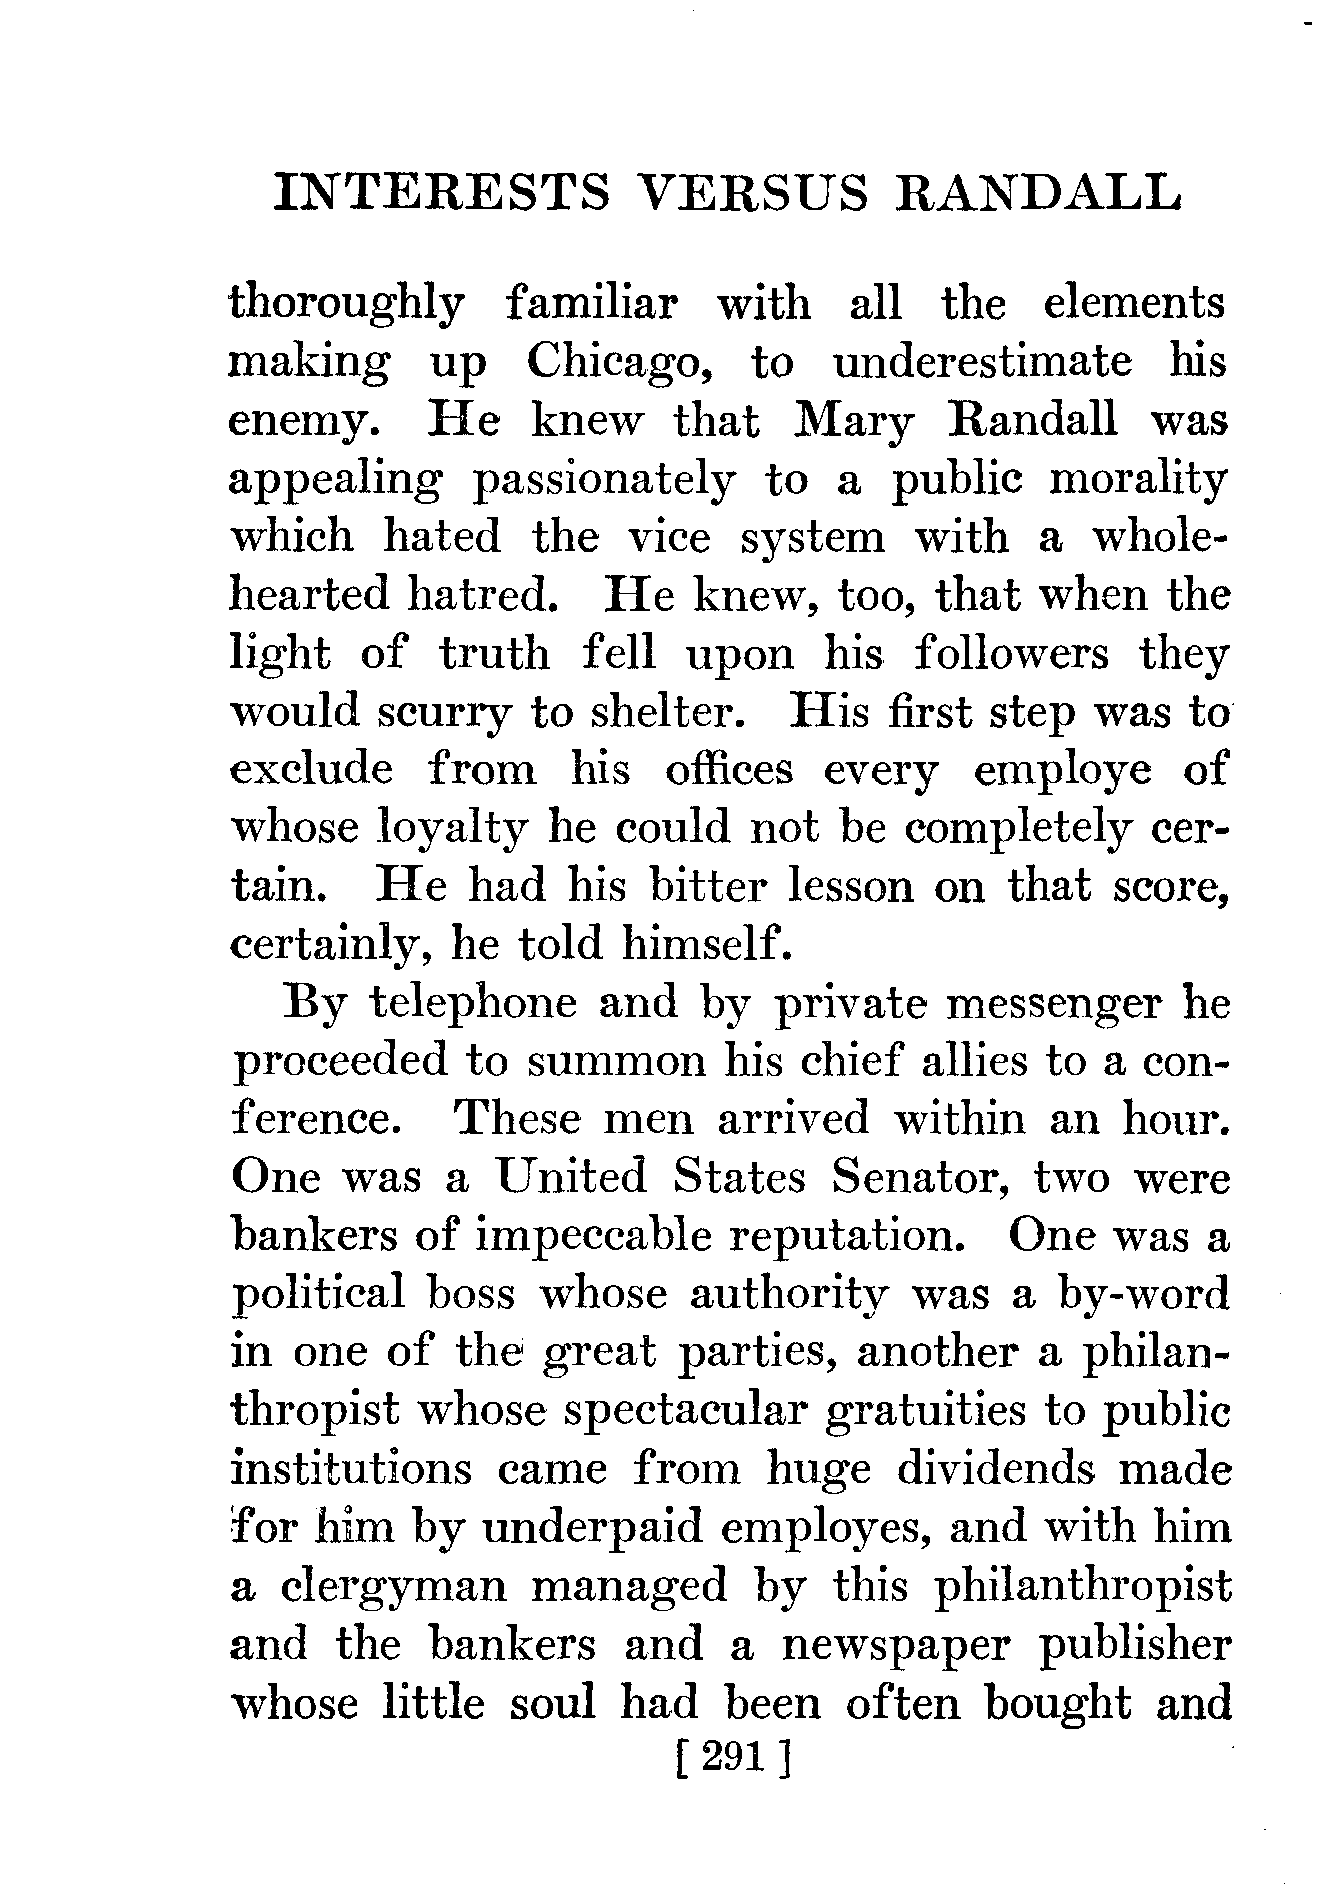 INTERESTS VERSUS RANDALL
thoroughly familiar with all the elements
making up Chicago, to underestimate his
enemy. He knew that Mary Randall was
appealing passionately to a public morality
which hated the vice system with a whole-
hearted hatred. He knew, too, that when the
light of truth fell upon his followers they
would scurry to shelter. His first step was to
exclude from his offices every employe of
whose loyalty he could not be completely cer-
tain. He had his bitter lesson on that score,
certainly, he told himself.
By telephone and by private messenger he
proceeded to summon his chief allies to a con-
ference. These men arrived within an hour.
One was a United States Senator, two were
bankers of impeccable reputation. One was a
political boss whose authority was a by-word
in one of the great parties, another a philan-
thropist whose spectacular gratuities to public
institutions came from huge dividends made
for him by underpaid employes, and with him
a clergyman managed by this philanthropist
and the bankers and a newspaper publisher
whose little soul had been often bought and
[ 291 ]